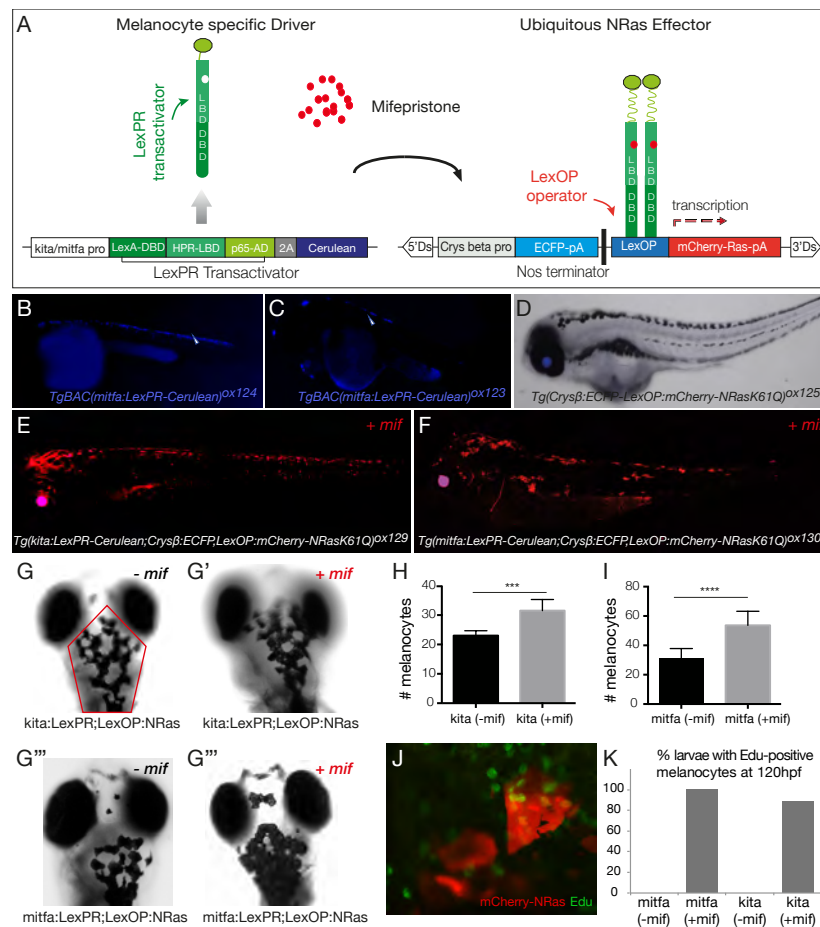 A
Melanocyte specific Driver
Ubiquitous NRas Effector
LexPR
transactivator
LBD DBD
Mifepristone
LexOP
operator
LBD DBD
LBD DBD
transcription
kita/mitfa pro
LexA-DBD
HPR-LBD
p65-AD
2A
Cerulean
LexPR Transactivator
5'Ds
Crys beta pro
ECFP-pA
Nos terminator
LexOP
mCherry-Ras-pA
3'Ds
B
TgBAC(mitfa:LexPR-Cerulean)ox124
C
TgBAC(mitfa:LexPR-Cerulean)ox123
D
Tg(Crysβ:ECFP-LexOP:mCherry-NRasK61Q)ox125
E
+ mif
Tg(kita:LexPR-Cerulean;Crysβ:ECFP,LexOP:mCherry-NRasK61Q)ox129
F
+ mi
Tg(mitfa:LexPR-Cerulean;Crysβ:ECFP,LexOP:mCherry-NRasK61Q)ox130
G
- mif
kita:LexPR;LexOP:NRas
G'
+ mif
kita:LexPR;LexOP:NRas
H
# melanocytes
40
30
20
10
0
***
kita (-mif)
kita (+mif)
I
# melanocytes
80
60
40
20
0
****
mitfa (-mif)
mitfa (+mif)
G'''
- mif
mitfa:LexPR;LexOP:NRas
G'''
+ mif
mitfa:LexPR;LexOP:NRas
J
mCherry-NRas Edu
K
% larvae with Edu-positive
melanocytes at 120hpf
100
80
60
40
20
0
mitfa
(-mif)
mitfa
(+mif)
kita
(-mif)
kita
(+mif)